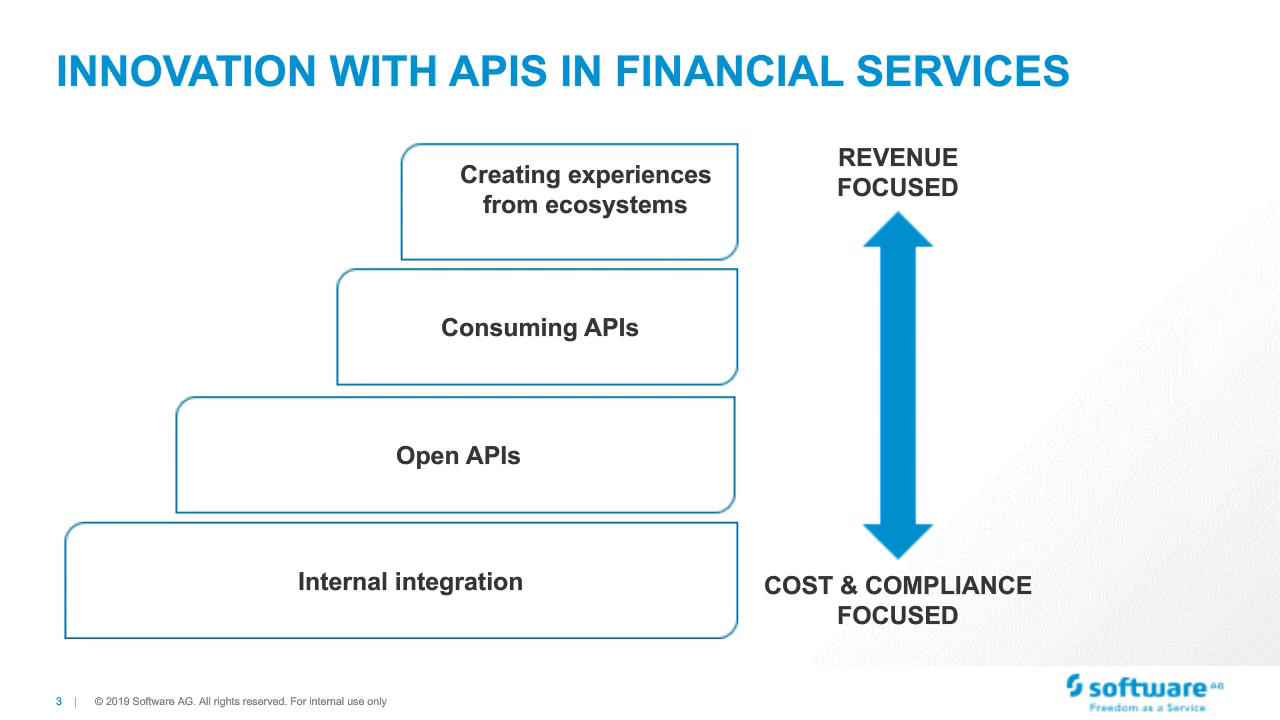 INNOVATION WITH APIS IN FINANCIAL SERVICES
Creating experiences
from ecosystems
REVENUE
FOCUSED
Consuming APIs
Open APIs
Internal integration
COST & COMPLIANCE
FOCUSED
3 | © 2019 Software AG. All rights reserved. For internal use only
software AG
Freedom as a Service